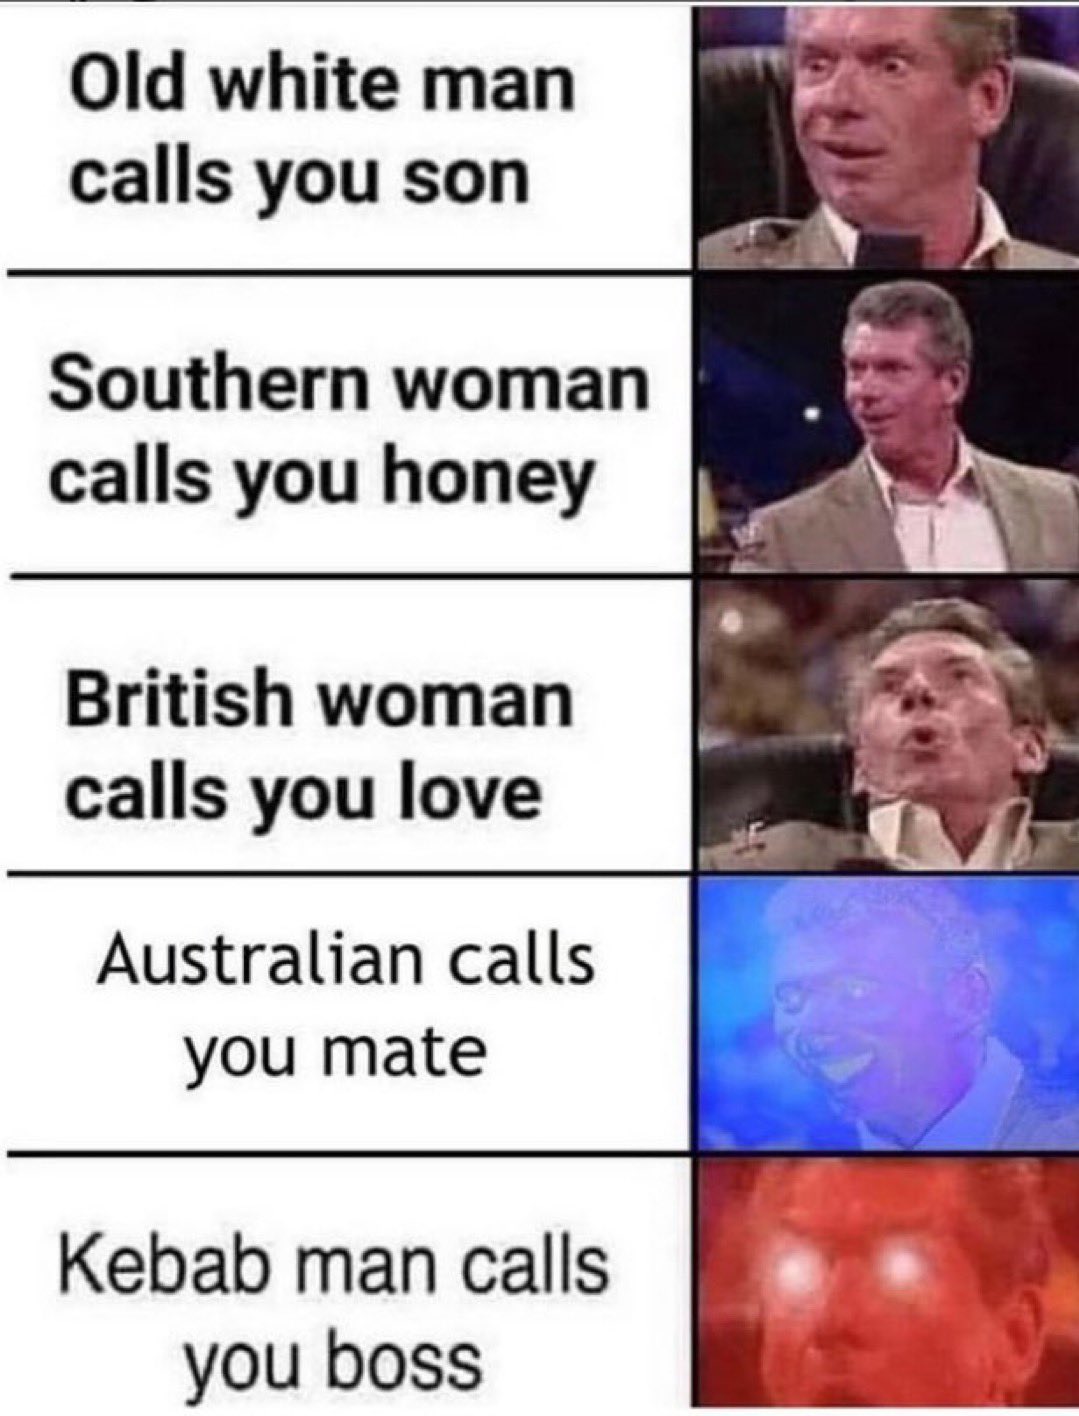 Old white man
calls you son
Southern woman
calls you honey
British woman
calls you love
Australian calls
you mate
Kebab man calls
you boss